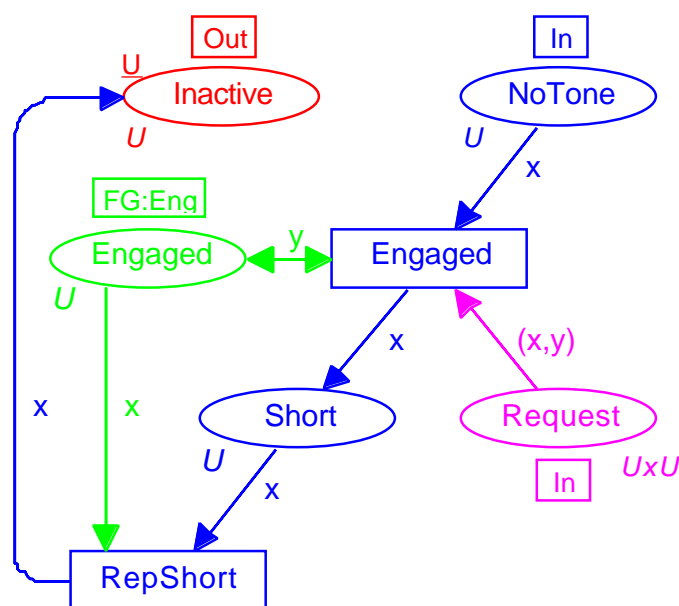 Out
In
U
Inactive
NoTone
U
U
x
FG:Eng
Engaged
y
Engaged
U
x
(x,y)
x
x
Short
Request
U
x
In
UxU
RepShort